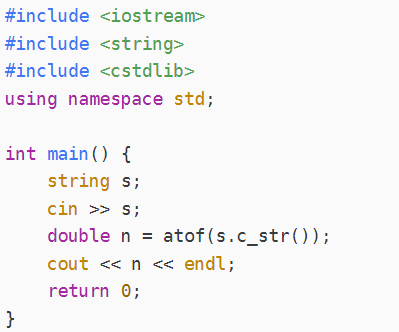 #include <iostream>
#include <string>
#include <cstdlib>
using namespace std;

int main() {
    string s;
    cin >> s;
    double n = atof(s.c_str());
    cout << n << endl;
    return 0;
}